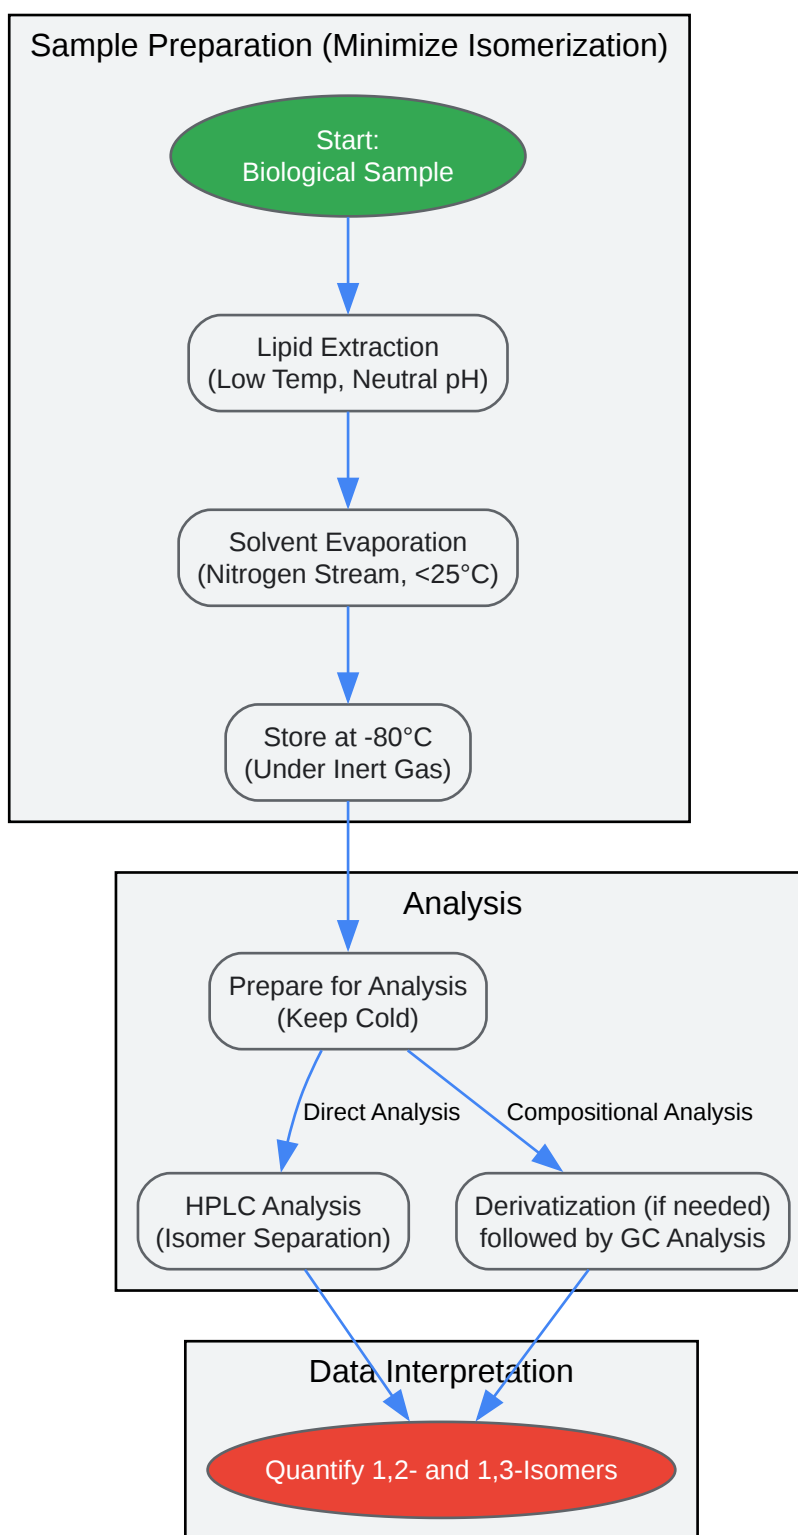 Sample Preparation (Minimize Isomerization)
Start:
Biological Sample
Lipid Extraction
(Low Temp, Neutral pH)
Solvent Evaporation
(Nitrogen Stream, <25°C)
Store at -80°C
(Under Inert Gas)
Analysis
Prepare for Analysis
(Keep Cold)
Direct Analysis
Compositional Analysis
HPLC Analysis
(Isomer Separation)
Derivatization (if needed)
followed by GC Analysis
Data Interpretation
Quantify 1,2- and 1,3-Isomers